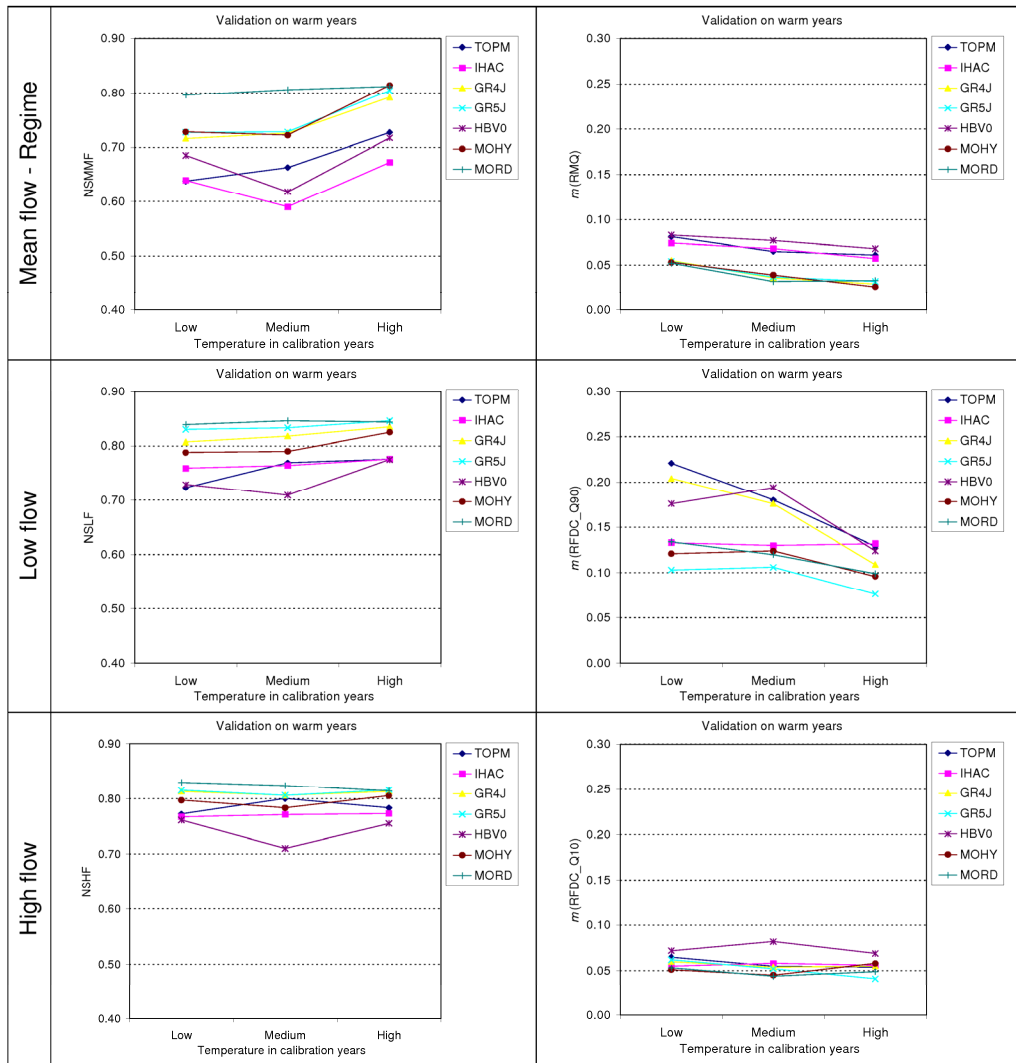 Mean flow - Regime
Validation on warm years
NSMMF
0.90
0.80
0.70
0.60
0.50
0.40
Low Medium High
Temperature in calibration years
TOPM
IHAC
GR4J
GR5J
HBV0
MOHY
MORD
Validation on warm years
m(RMQ)
0.30
0.25
0.20
0.15
0.10
0.05
0.00
Low Medium High
Temperature in calibration years
TOPM
IHAC
GR4J
GR5J
HBV0
MOHY
MORD
Low flow
Validation on warm years
NSLF
0.90
0.80
0.70
0.60
0.50
0.40
Low Medium High
Temperature in calibration years
TOPM
IHAC
GR4J
GR5J
HBV0
MOHY
MORD
Validation on warm years
m(RFDC_Q90)
0.30
0.25
0.20
0.15
0.10
0.05
0.00
Low Medium High
Temperature in calibration years
TOPM
IHAC
GR4J
GR5J
HBV0
MOHY
MORD
High flow
Validation on warm years
NSHF
0.90
0.80
0.70
0.60
0.50
0.40
Low Medium High
Temperature in calibration years
TOPM
IHAC
GR4J
GR5J
HBV0
MOHY
MORD
Validation on warm years
m(RFDC_Q10)
0.30
0.25
0.20
0.15
0.10
0.05
0.00
Low Medium High
Temperature in calibration years
TOPM
IHAC
GR4J
GR5J
HBV0
MOHY
MORD